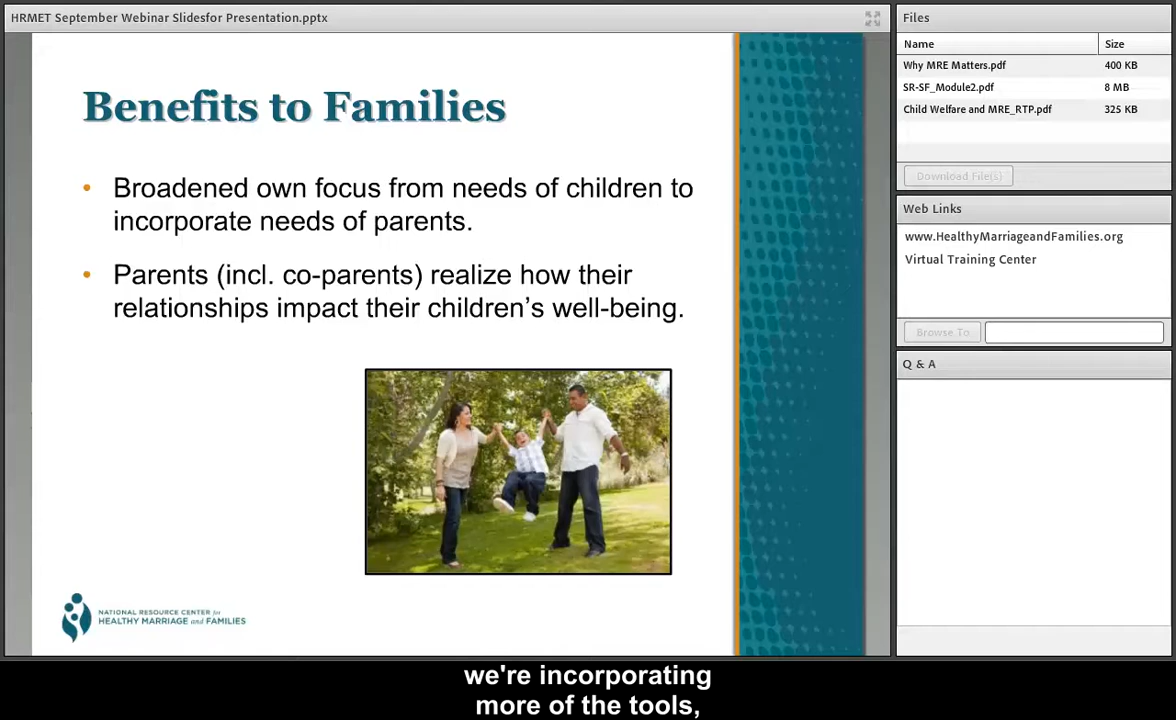 HRMET September Webinar Slidesfor Presentation.pptx
Benefits to Families
• Broadened own focus from needs of children to
incorporate needs of parents.
• Parents (incl. co-parents) realize how their
relationships impact their children's well-being.
NATIONAL RESOURCE CENTER for
HEALTHY MARRIAGE and FAMILIES
Files
Name Size
Why MRE Matters.pdf 400 KB
SR-SF_Module2.pdf 8 MB
Child Welfare and MRE_RTP.pdf 325 KB
Download File(s)
Web Links
www.HealthyMarriageandFamilies.org
Virtual Training Center
Browse To
Q & A
we're incorporating
more of the tools,